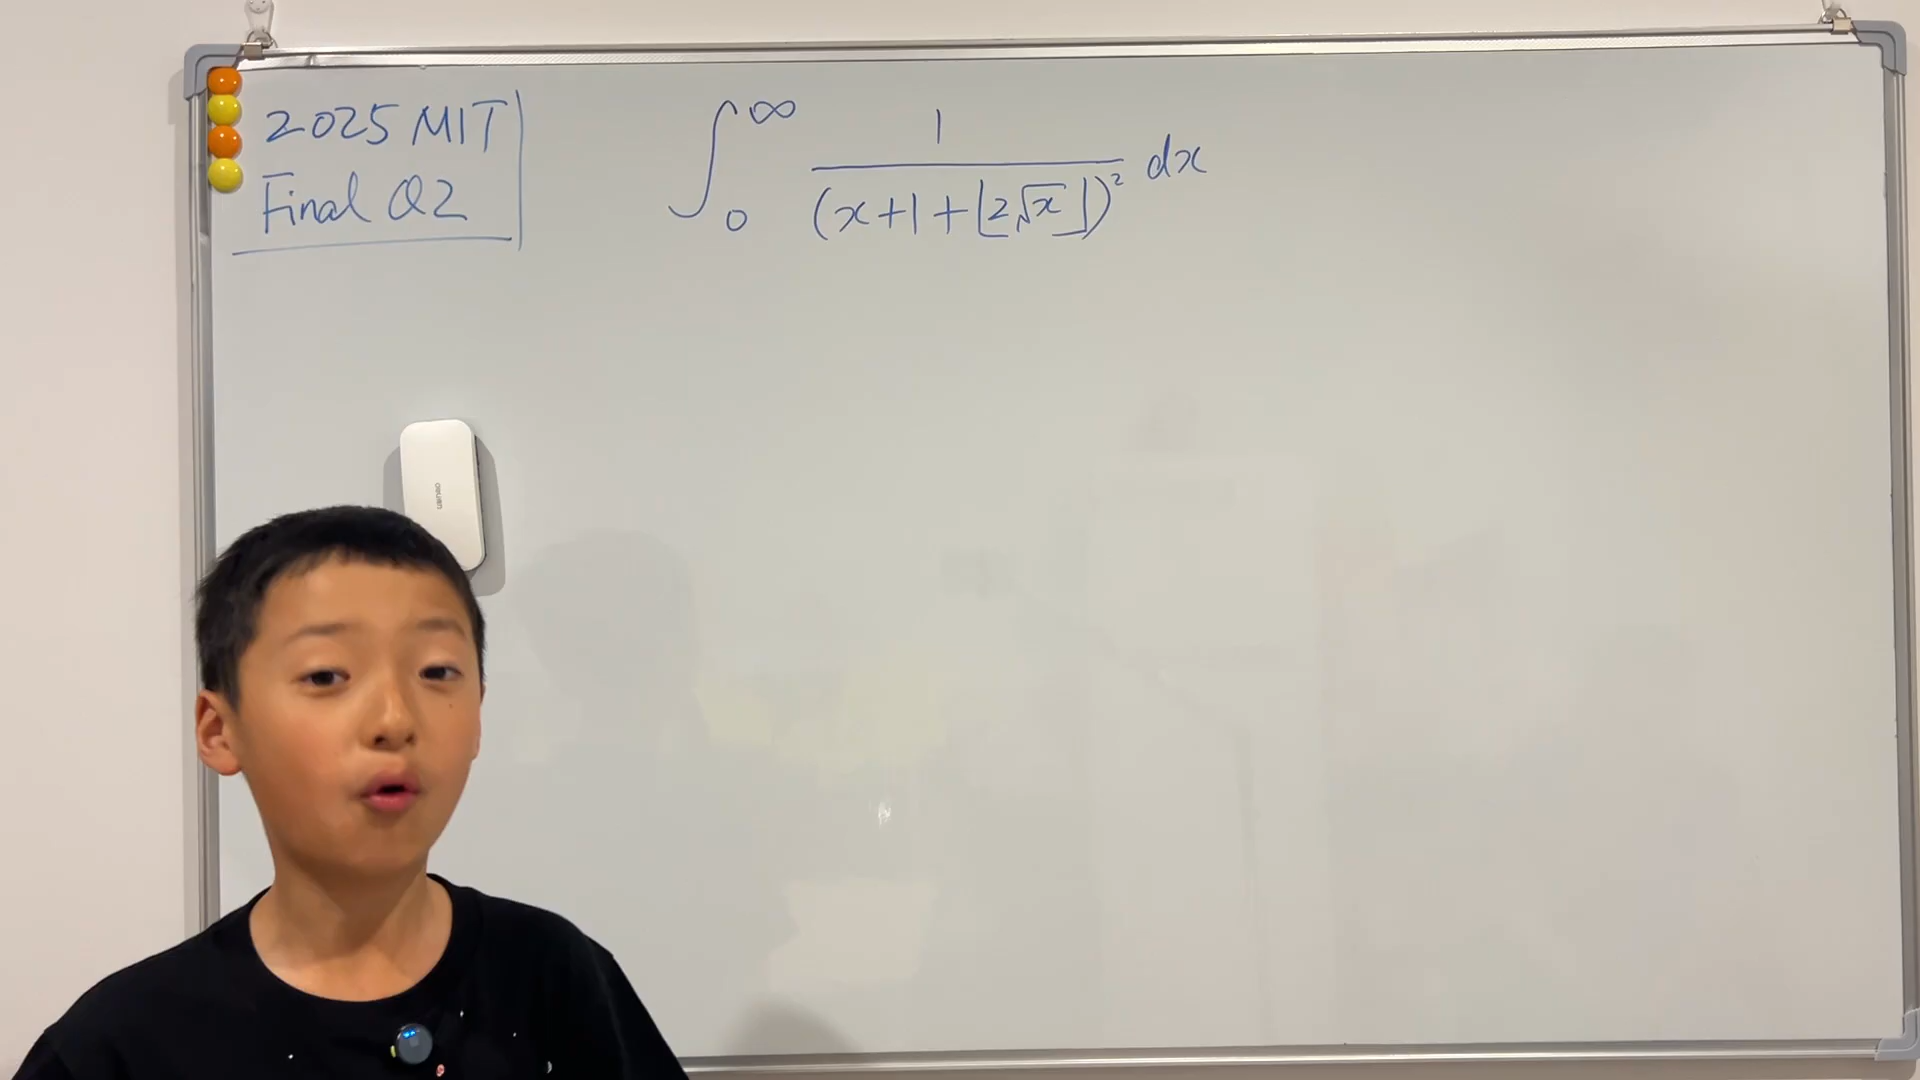 2025 MIT
Final Q2
∫₀^∞ 1/(x+1+⌊2√x⌋)² dx